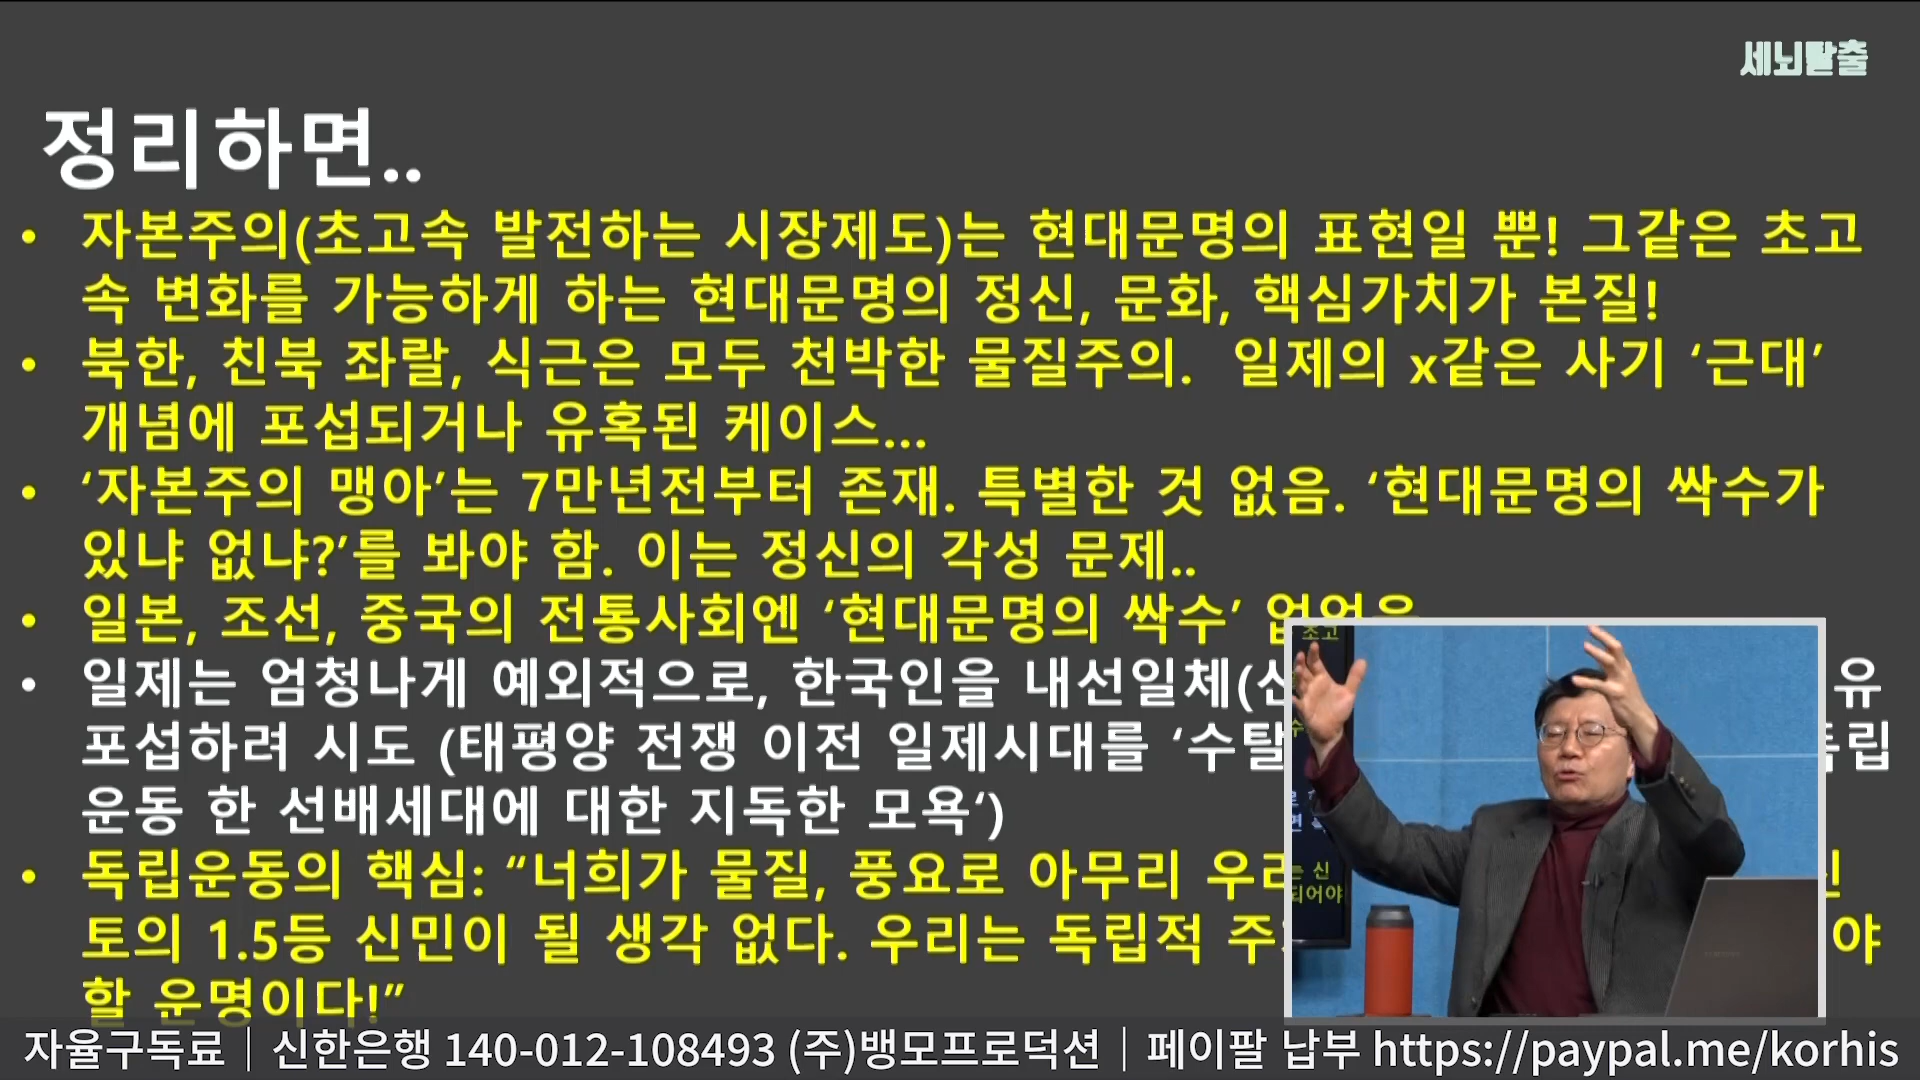 세뇌탈출
정리하면..
• 자본주의(초고속 발전하는 시장제도)는 현대문명의 표현일 뿐! 그같은 초고
속 변화를 가능하게 하는 현대문명의 정신, 문화, 핵심가치가 본질!
• 북한, 친북 좌랄, 식근은 모두 천박한 물질주의. 일제의 x같은 사기 ‘근대’
개념에 포섭되거나 유혹된 케이스...
• ‘자본주의 맹아’는 7만년전부터 존재. 특별한 것 없음. ‘현대문명의 싹수가
있냐 없냐?’를 봐야 함. 이는 정신의 각성 문제..
• 일본, 조선, 중국의 전통사회엔 ‘현대문명의 싹수’
• 일제는 엄청나게 예외적으로, 한국인을 내선일체( 유
포섭하려 시도 (태평양 전쟁 이전 일제시대를 ‘수탈 독립
운동 한 선배세대에 대한 지독한 모욕‘)
• 독립운동의 핵심: “너희가 물질, 풍요로 아무리 우리
토의 1.5등 신민이 될 생각 없다. 우리는 독립적 야
할 운명이다!”
초고
는 신
되어야
자율구독료｜신한은행 140-012-108493 (주)뱅모프로덕션｜페이팔 납부 https://paypal.me/korhis